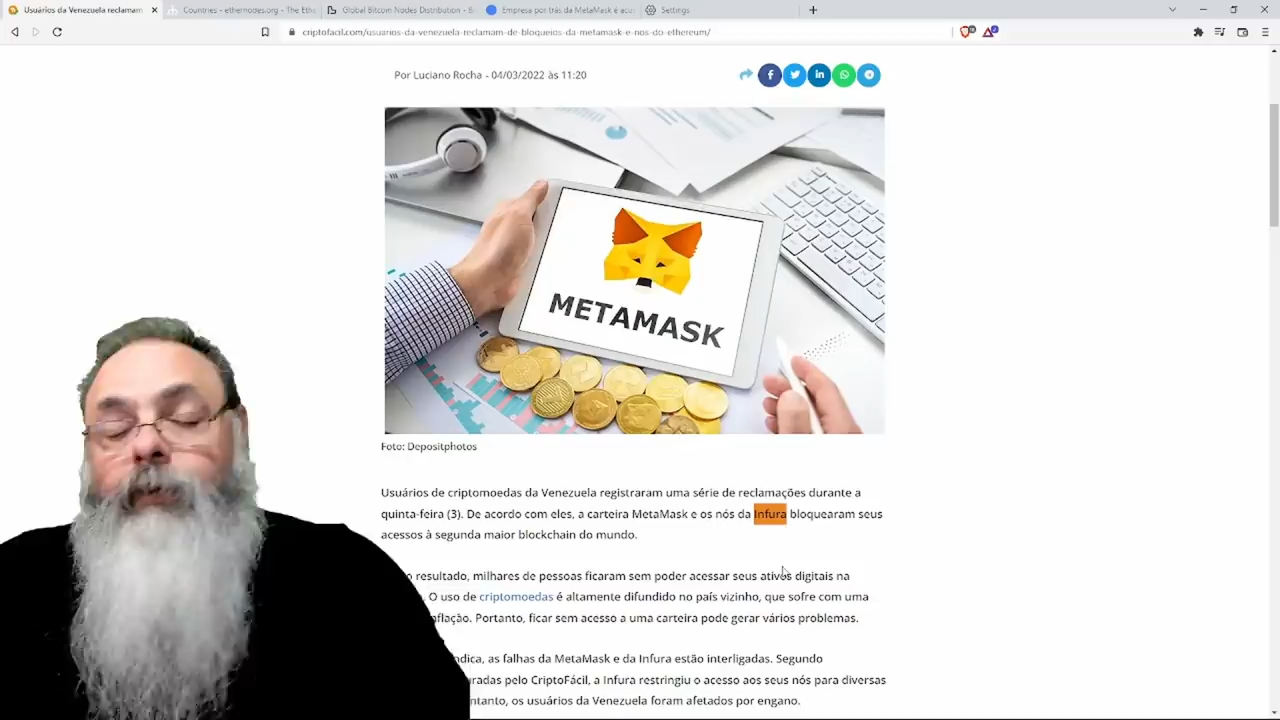 Usuários da Venezuela reclamam
Countries - ethernodes.org - The Eth
Global Bitcoin Nodes Distribution - B
Empresa por trás da MetaMask é acu
Settings
criptofacil.com/usuarios-da-venezuela-reclamam-de-bloqueios-da-metamask-e-nos-do-ethereum/
Por Luciano Rocha - 04/03/2022 às 11:20
METAMASK
Foto: Depositphotos
Usuários de criptomoedas da Venezuela registraram uma série de reclamações durante a
quinta-feira (3). De acordo com eles, a carteira MetaMask e os nós da Infura bloquearam seus
acessos à segunda maior blockchain do mundo.
o resultado, milhares de pessoas ficaram sem poder acessar seus ativos digitais na
O uso de criptomoedas é altamente difundido no país vizinho, que sofre com uma
nflação. Portanto, ficar sem acesso a uma carteira pode gerar vários problemas.
ndica, as falhas da MetaMask e da Infura estão interligadas. Segundo
radas pelo CriptoFácil, a Infura restringiu o acesso aos seus nós para diversas
ntanto, os usuários da Venezuela foram afetados por engano.